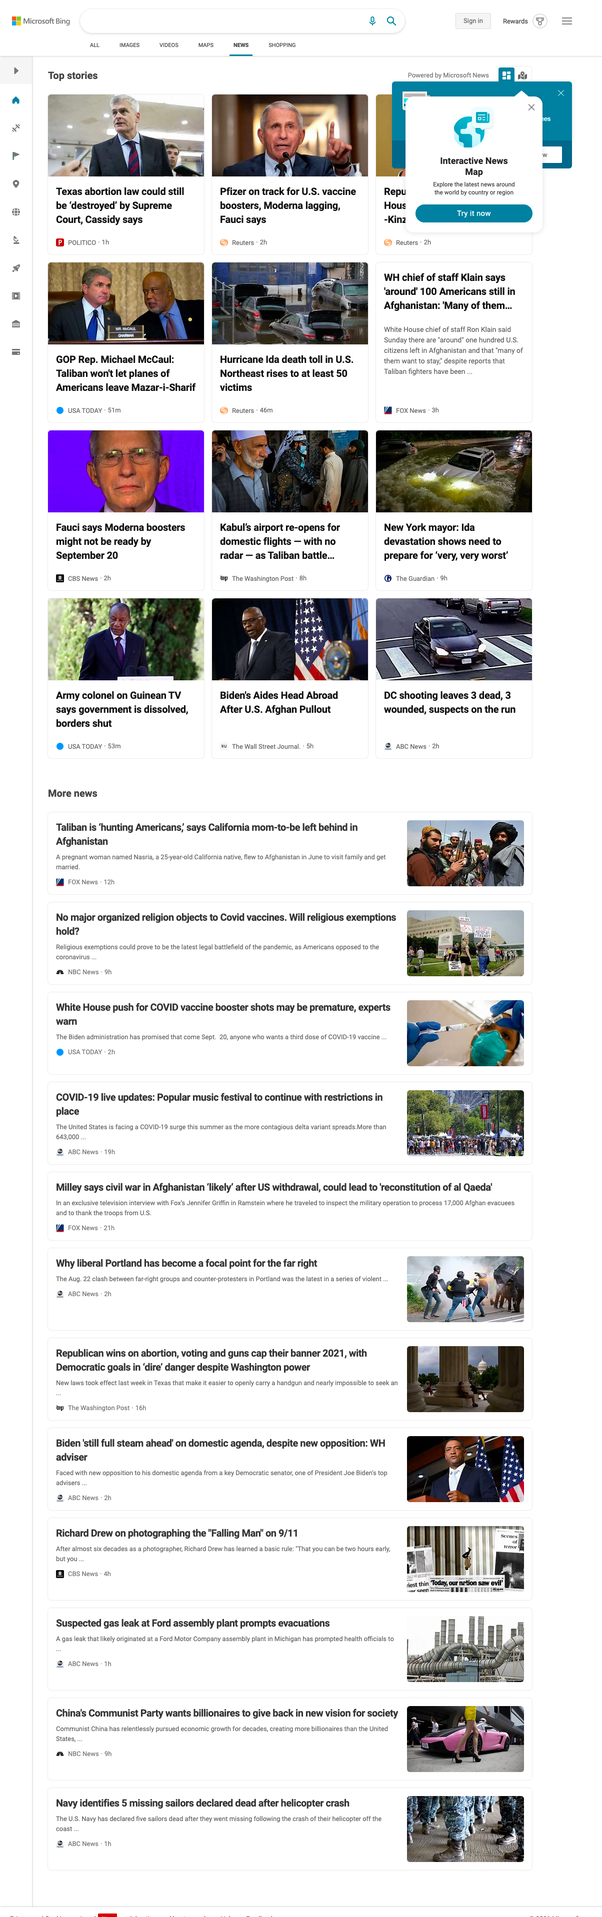 Microsoft Bing
Sign in
Rewards
ALL
IMAGES
VIDEOS
MAPS
NEWS
SHOPPING
Top stories
Powered by Microsoft News
Interactive News
Map
Explore the latest news around
the world by country or region
Try it now
Texas abortion law could still
be ‘destroyed’ by Supreme
Court, Cassidy says
POLITICO · 1h
Pfizer on track for U.S. vaccine
boosters, Moderna lagging,
Fauci says
Reuters · 2h
Reuters · 2h
GOP Rep. Michael McCaul:
Taliban won't let planes of
Americans leave Mazar-i-Sharif
USA TODAY · 51m
Hurricane Ida death toll in U.S.
Northeast rises to at least 50
victims
Reuters · 46m
WH chief of staff Klain says
'around' 100 Americans still in
Afghanistan: 'Many of them…
White House chief of staff Ron Klain said
Sunday there are "around" one hundred U.S.
citizens left in Afghanistan and that "many of
them want to stay," despite reports that
Taliban fighters have been ...
FOX News · 3h
Fauci says Moderna boosters
might not be ready by
September 20
CBS News · 2h
Kabul’s airport re-opens for
domestic flights — with no
radar — as Taliban battle…
The Washington Post · 8h
New York mayor: Ida
devastation shows need to
prepare for ‘very, very worst’
The Guardian · 9h
Army colonel on Guinean TV
says government is dissolved,
borders shut
USA TODAY · 53m
Biden's Aides Head Abroad
After U.S. Afghan Pullout
The Wall Street Journal. · 5h
DC shooting leaves 3 dead, 3
wounded, suspects on the run
ABC News · 2h
More news
Taliban is ‘hunting Americans,’ says California mom-to-be left behind in
Afghanistan
A pregnant woman named Nasria, a 25-year-old California native, flew to Afghanistan in June to visit family and get
married.
FOX News · 12h
No major organized religion objects to Covid vaccines. Will religious exemptions
hold?
Religious exemptions could prove to be the latest legal battlefield of the pandemic, as Americans opposed to the
coronavirus ...
NBC News · 9h
White House push for COVID vaccine booster shots may be premature, experts
warn
The Biden administration has promised that come Sept. 20, anyone who wants a third dose of COVID-19 vaccine ...
USA TODAY · 2h
COVID-19 live updates: Popular music festival to continue with restrictions in
place
The United States is facing a COVID-19 surge this summer as the more contagious delta variant spreads.More than
643,000 ...
ABC News · 19h
Milley says civil war in Afghanistan ‘likely’ after US withdrawal, could lead to 'reconstitution of al Qaeda'
In an exclusive television interview with Fox's Jennifer Griffin in Ramstein where he traveled to inspect the military operation to process 17,000 Afghan evacuees
and to thank the troops from U.S.
FOX News · 21h
Why liberal Portland has become a focal point for the far right
The Aug. 22 clash between far-right groups and counter-protesters in Portland was the latest in a series of violent ...
ABC News · 2h
Republican wins on abortion, voting and guns cap their banner 2021, with
Democratic goals in ‘dire’ danger despite Washington power
New laws took effect last week in Texas that make it easier to openly carry a handgun and nearly impossible to seek an
...
The Washington Post · 16h
Biden 'still full steam ahead' on domestic agenda, despite new opposition: WH
adviser
Faced with new opposition to his domestic agenda from a key Democratic senator, one of President Joe Biden's top
advisers ...
ABC News · 2h
Richard Drew on photographing the "Falling Man" on 9/11
After almost six decades as a photographer, Richard Drew has learned a basic rule: "That you can be two hours early,
but you ...
CBS News · 4h
'Today, our nation saw evil'
Suspected gas leak at Ford assembly plant prompts evacuations
A gas leak that likely originated at a Ford Motor Company assembly plant in Michigan has prompted health officials to
...
ABC News · 1h
China's Communist Party wants billionaires to give back in new vision for society
Communist China has relentlessly pursued economic growth for decades, creating more billionaires than the United
States, ...
NBC News · 9h
Navy identifies 5 missing sailors declared dead after helicopter crash
The U.S. Navy has declared five sailors dead after they went missing following the crash of their helicopter off the
coast ...
ABC News · 1h